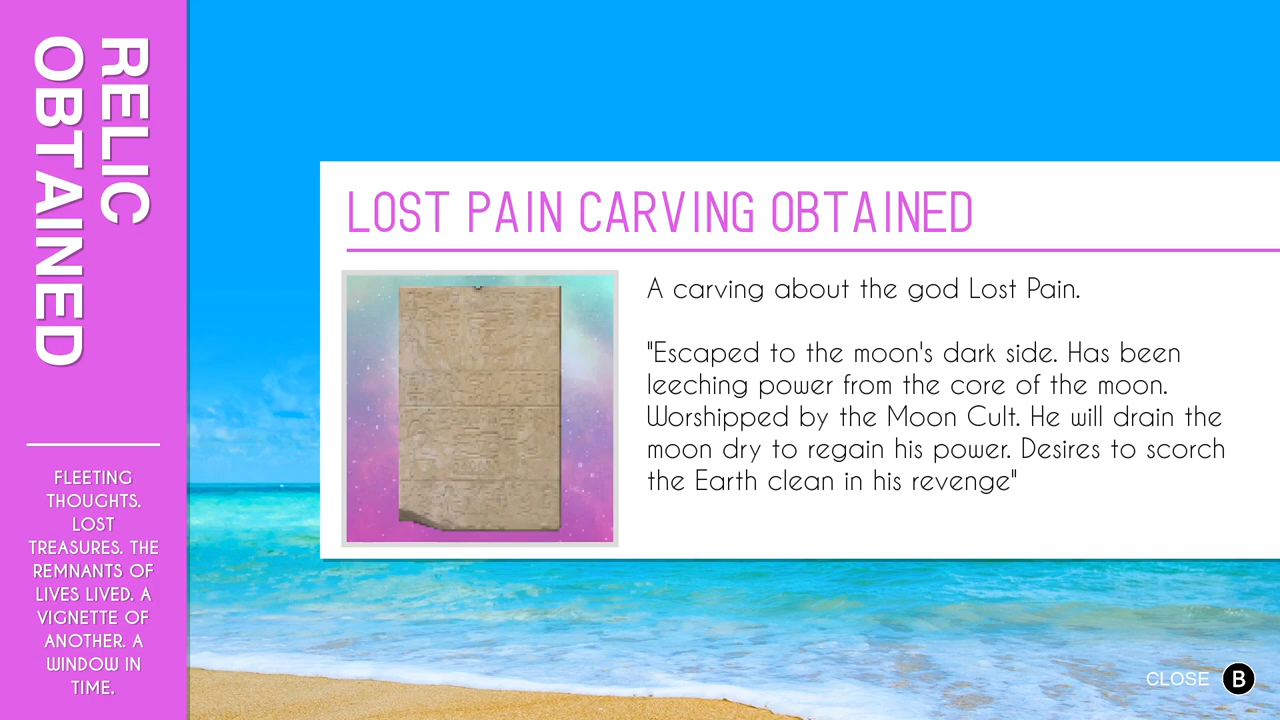 RELIC
OBTAINED
FLEETING
THOUGHTS.
LOST
TREASURES. THE
REMNANTS OF
LIVES LIVED. A
VIGNETTE OF
ANOTHER. A
WINDOW IN
TIME.
LOST PAIN CARVING OBTAINED
A carving about the god Lost Pain.
"Escaped to the moon's dark side. Has been
leeching power from the core of the moon.
Worshipped by the Moon Cult. He will drain the
moon dry to regain his power. Desires to scorch
the Earth clean in his revenge"
CLOSE B